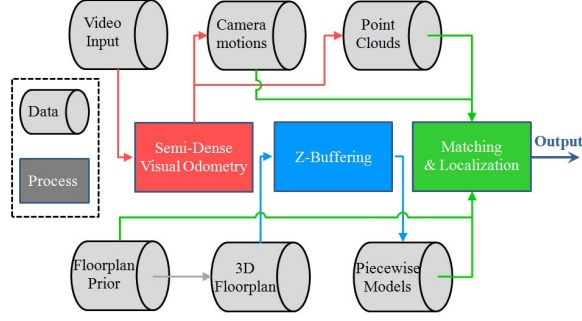 Video
Input
Camera
motions
Point
Clouds
Data
Process
Semi-Dense
Visual Odometry
Z-Buffering
Matching
& Localization
Output
Floorplan
Prior
3D
Floorplan
Piecewise
Models